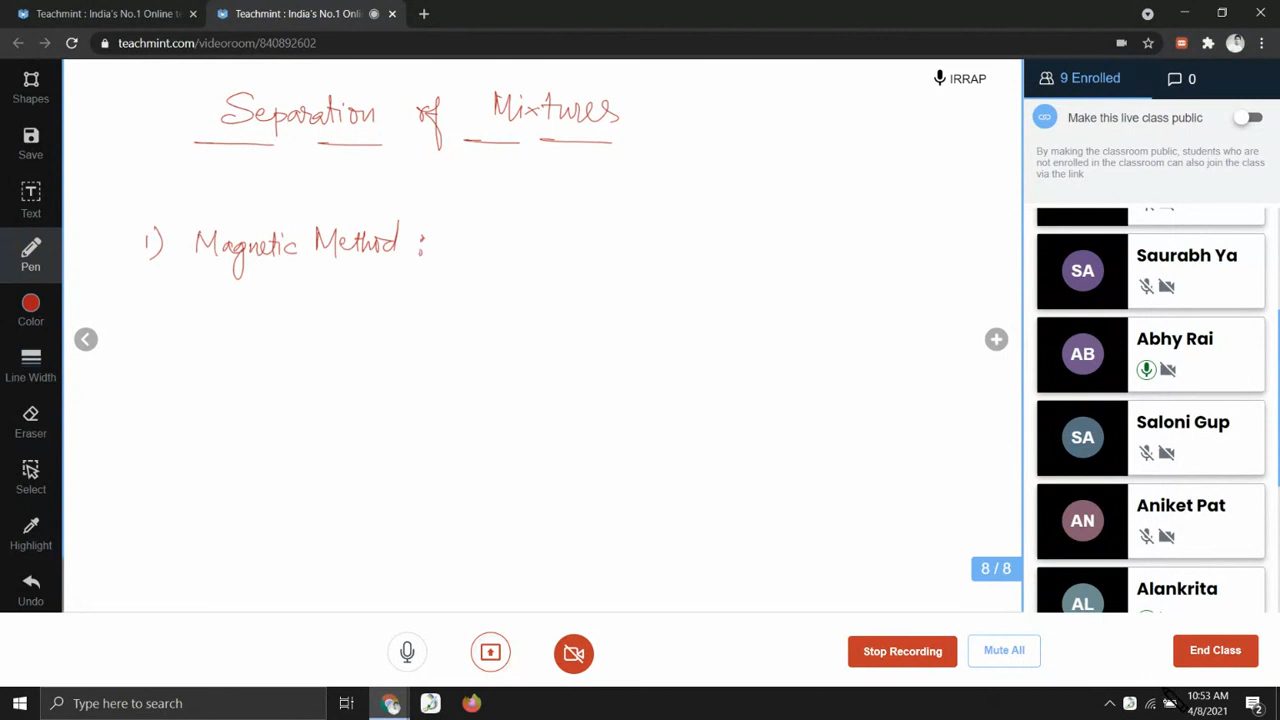 Teachmint : India's No.1 Online t
Teachmint : India's No.1 Onli
teachmint.com/videoroom/840892602
Shapes
Save
T
Text
Pen
Color
Line Width
Eraser
Select
Highlight
Undo
Separation of Mixtures
1) Magnetic Method :
IRRAP
8 / 8
9 Enrolled
0
Make this live class public
By making the classroom public, students who are
not enrolled in the classroom can also join the class
via the link
SA
Saurabh Ya
AB
Abhy Rai
SA
Saloni Gup
AN
Aniket Pat
AL
Alankrita
Stop Recording
Mute All
End Class
Type here to search
10:53 AM
4/8/2021
2